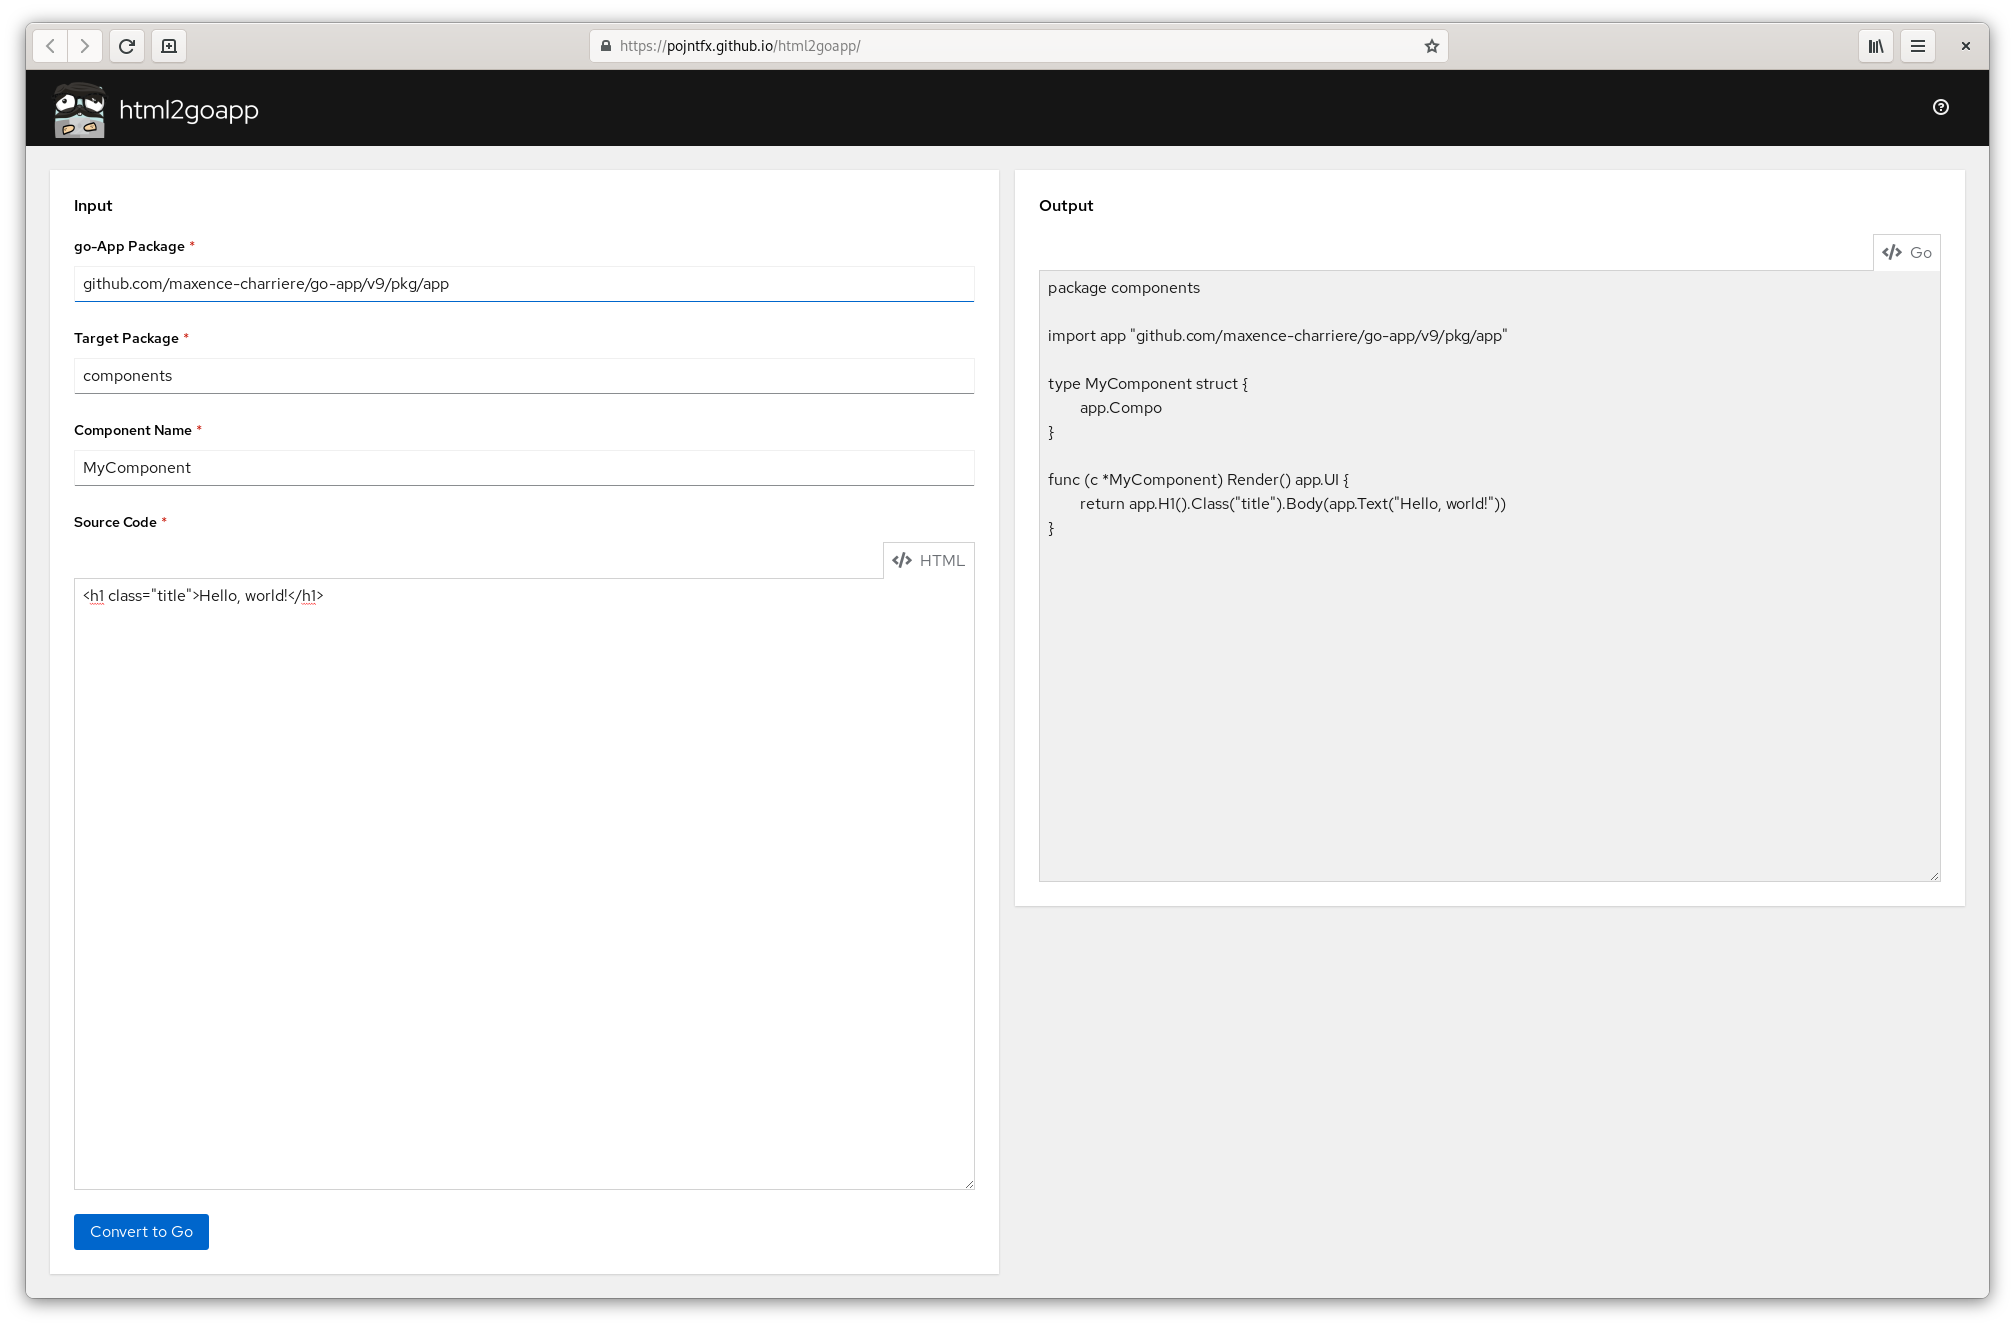 https://pojntfx.github.io/html2goapp/
html2goapp
Input
go-App Package *
github.com/maxence-charriere/go-app/v9/pkg/app
Target Package *
components
Component Name *
MyComponent
Source Code *
HTML
<h1 class="title">Hello, world!</h1>
Convert to Go
Output
Go
package components
import app "github.com/maxence-charriere/go-app/v9/pkg/app"
type MyComponent struct {
app.Compo
}
func (c *MyComponent) Render() app.UI {
return app.H1().Class("title").Body(app.Text("Hello, world!"))
}